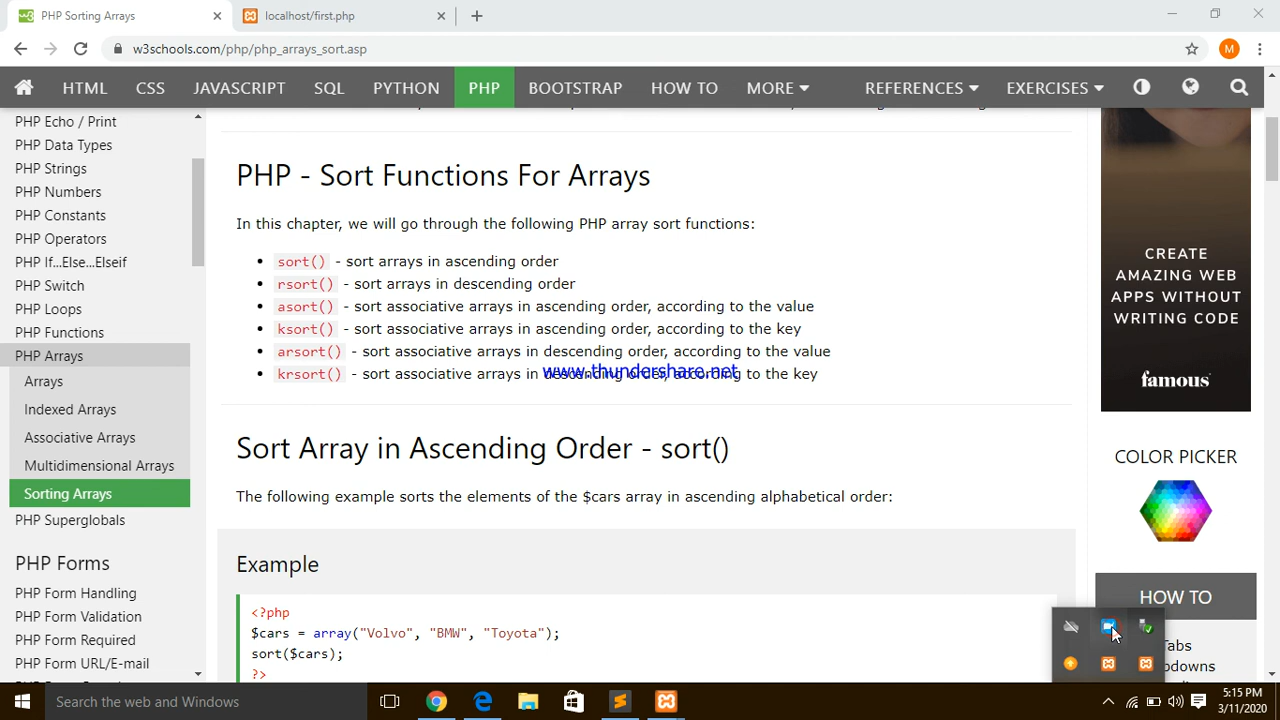 PHP Sorting Arrays
localhost/first.php
w3schools.com/php/php_arrays_sort.asp
M
HTML CSS JAVASCRIPT SQL PYTHON PHP BOOTSTRAP HOW TO MORE REFERENCES EXERCISES
PHP Echo / Print
PHP Data Types
PHP Strings
PHP Numbers
PHP Constants
PHP Operators
PHP If...Else...Elseif
PHP Switch
PHP Loops
PHP Functions
PHP Arrays
Arrays
Indexed Arrays
Associative Arrays
Multidimensional Arrays
Sorting Arrays
PHP Superglobals
PHP Forms
PHP Form Handling
PHP Form Validation
PHP Form Required
PHP Form URL/E-mail
PHP - Sort Functions For Arrays
In this chapter, we will go through the following PHP array sort functions:
sort() - sort arrays in ascending order
rsort() - sort arrays in descending order
asort() - sort associative arrays in ascending order, according to the value
ksort() - sort associative arrays in ascending order, according to the key
arsort() - sort associative arrays in descending order, according to the value
krsort() - sort associative arrays in descending order, according to the key
www.thundershare.net
Sort Array in Ascending Order - sort()
The following example sorts the elements of the $cars array in ascending alphabetical order:
Example
<?php
$cars = array("Volvo", "BMW", "Toyota");
sort($cars);
?>
CREATE
AMAZING WEB
APPS WITHOUT
WRITING CODE
famous
COLOR PICKER
HOW TO
Tabs
Search the web and Windows
5:15 PM
3/11/2020